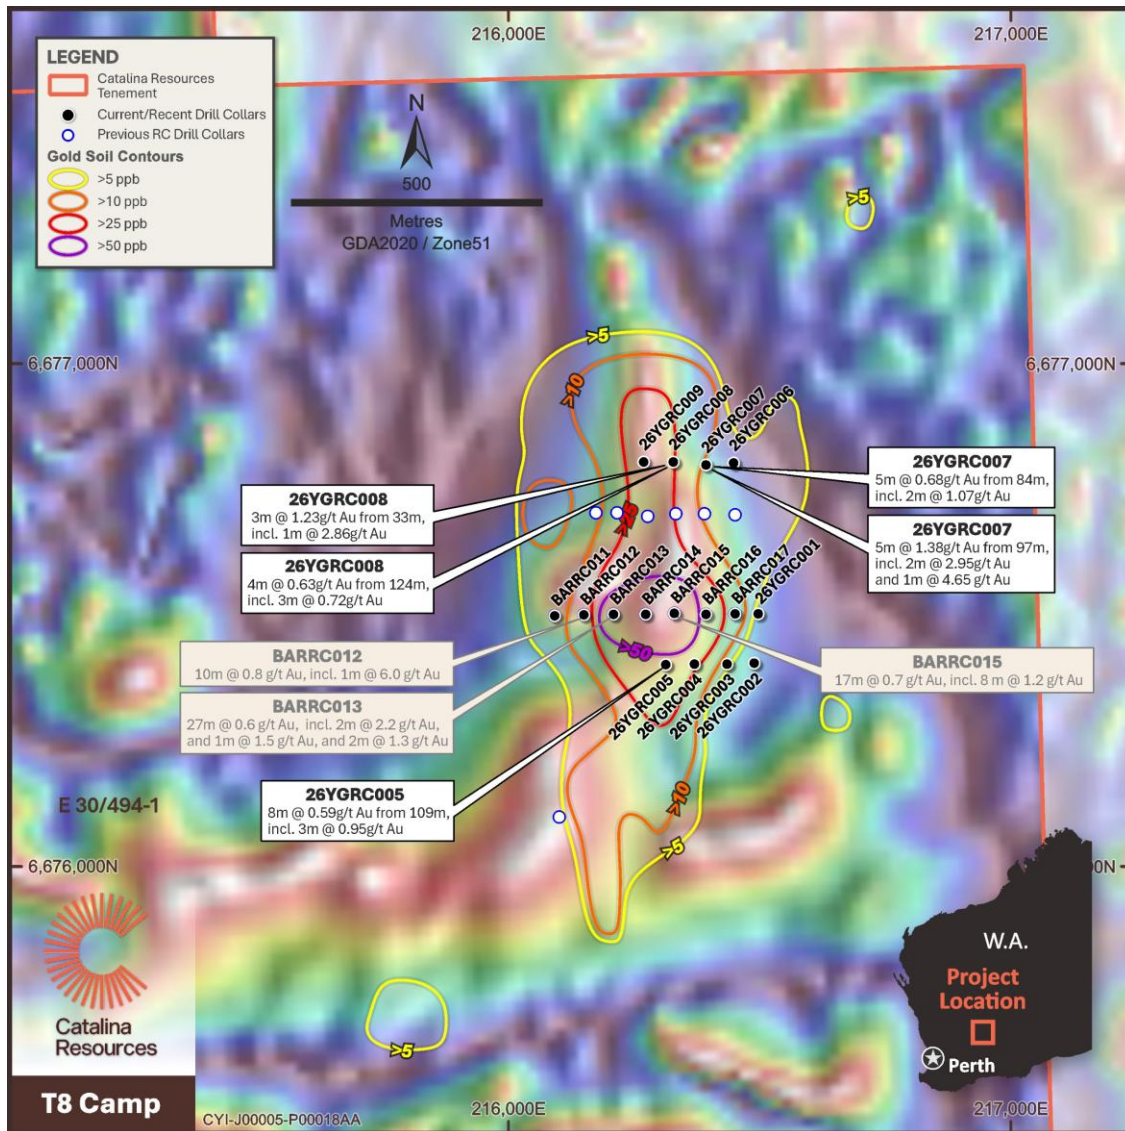 216,000E
217,000E
LEGEND
Catalina Resources
Tenement
Current/Recent Drill Collars
Previous RC Drill Collars
Gold Soil Contours
>5 ppb
>10 ppb
>25 ppb
>50 ppb
N
500
Metres
GDA2020 / Zone51
>5
6,677,000N
6,677,000N
>5
>10
26YGRC009
26YGRC008
26YGRC007
26YGRC006
26YGRC007
5m @ 0.68g/t Au from 84m,
incl. 2m @ 1.07g/t Au
26YGRC008
3m @ 1.23g/t Au from 33m,
incl. 1m @ 2.86g/t Au
>25
26YGRC007
5m @ 1.38g/t Au from 97m,
incl. 2m @ 2.95g/t Au
and 1m @ 4.65 g/t Au
26YGRC008
4m @ 0.63g/t Au from 124m,
incl. 3m @ 0.72g/t Au
BARRC011
BARRC012
BARRC013
BARRC014
BARRC015
BARRC016
BARRC017
26YGRC001
>50
BARRC012
10m @ 0.8 g/t Au, incl. 1m @ 6.0 g/t Au
BARRC015
17m @ 0.7 g/t Au, incl. 8 m @ 1.2 g/t Au
BARRC013
27m @ 0.6 g/t Au, incl. 2m @ 2.2 g/t Au,
and 1m @ 1.5 g/t Au, and 2m @ 1.3 g/t Au
26YGRC005
26YGRC004
26YGRC003
26YGRC002
26YGRC005
8m @ 0.59g/t Au from 109m,
incl. 3m @ 0.95g/t Au
E 30/494-1
>10
>5
6,676,000N
0N
W.A.
Project
Location
Perth
Catalina
Resources
>5
T8 Camp
CYI-J00005-P00018AA
216,000E
217,000E
>5